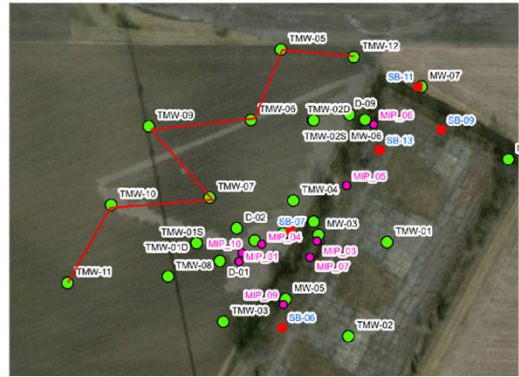 TMW-05
TMW-12
SB-11
MW-07
TMW-09
TMW-06
TMW-02D
D-09
MIP_06
SB-09
TMW-02S
MW-06
SB-13
MIP_05
TMW-10
TMW-07
TMW-04
TMW-01S
D-02
SB-07
MW-03
TMW-01D
MIP_10
MIP_04
TMW-01
MIP_01
MIP_03
TMW-11
TMW-08
D-01
MIP_07
MIP_09
MW-05
TMW-03
SB-06
TMW-02